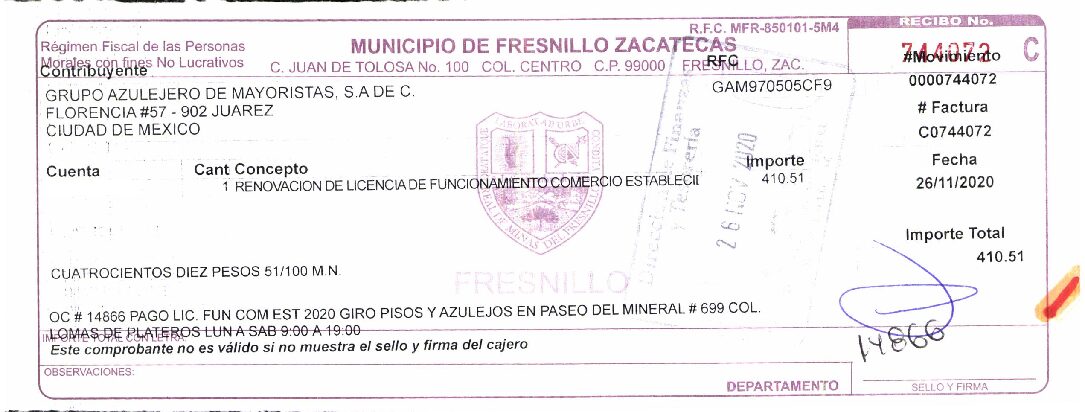 R.F.C. MFR-850101-5M4
RECIBO No.
Régimen Fiscal de las Personas
Morales con fines No Lucrativos
MUNICIPIO DE FRESNILLO ZACATECAS
744072 C
C. JUAN DE TOLOSA No. 100 COL. CENTRO C.P. 99000 FRESNILLO, ZAC.
Contribuyente
RFC
#Movimiento
GRUPO AZULEJERO DE MAYORISTAS, S.A DE C.
GAM970505CF9
0000744072
FLORENCIA #57 - 902 JUAREZ
# Factura
CIUDAD DE MEXICO
C0744072
Cuenta
Cant Concepto
Importe
Fecha
1 RENOVACION DE LICENCIA DE FUNCIONAMIENTO COMERCIO ESTABLECII
410.51
26/11/2020
y Tesorería
26 NOV 2020
Importe Total
410.51
CUATROCIENTOS DIEZ PESOS 51/100 M.N.
FRESNILLO
OC # 14866 PAGO LIC. FUN COM EST 2020 GIRO PISOS Y AZULEJOS EN PASEO DEL MINERAL # 699 COL.
LOMAS DE PLATEROS LUN A SAB 9:00 A 19:00
IMPORTE TOTAL CON LETRA:
14866
Este comprobante no es válido si no muestra el sello y firma del cajero
OBSERVACIONES:
DEPARTAMENTO
SELLO Y FIRMA